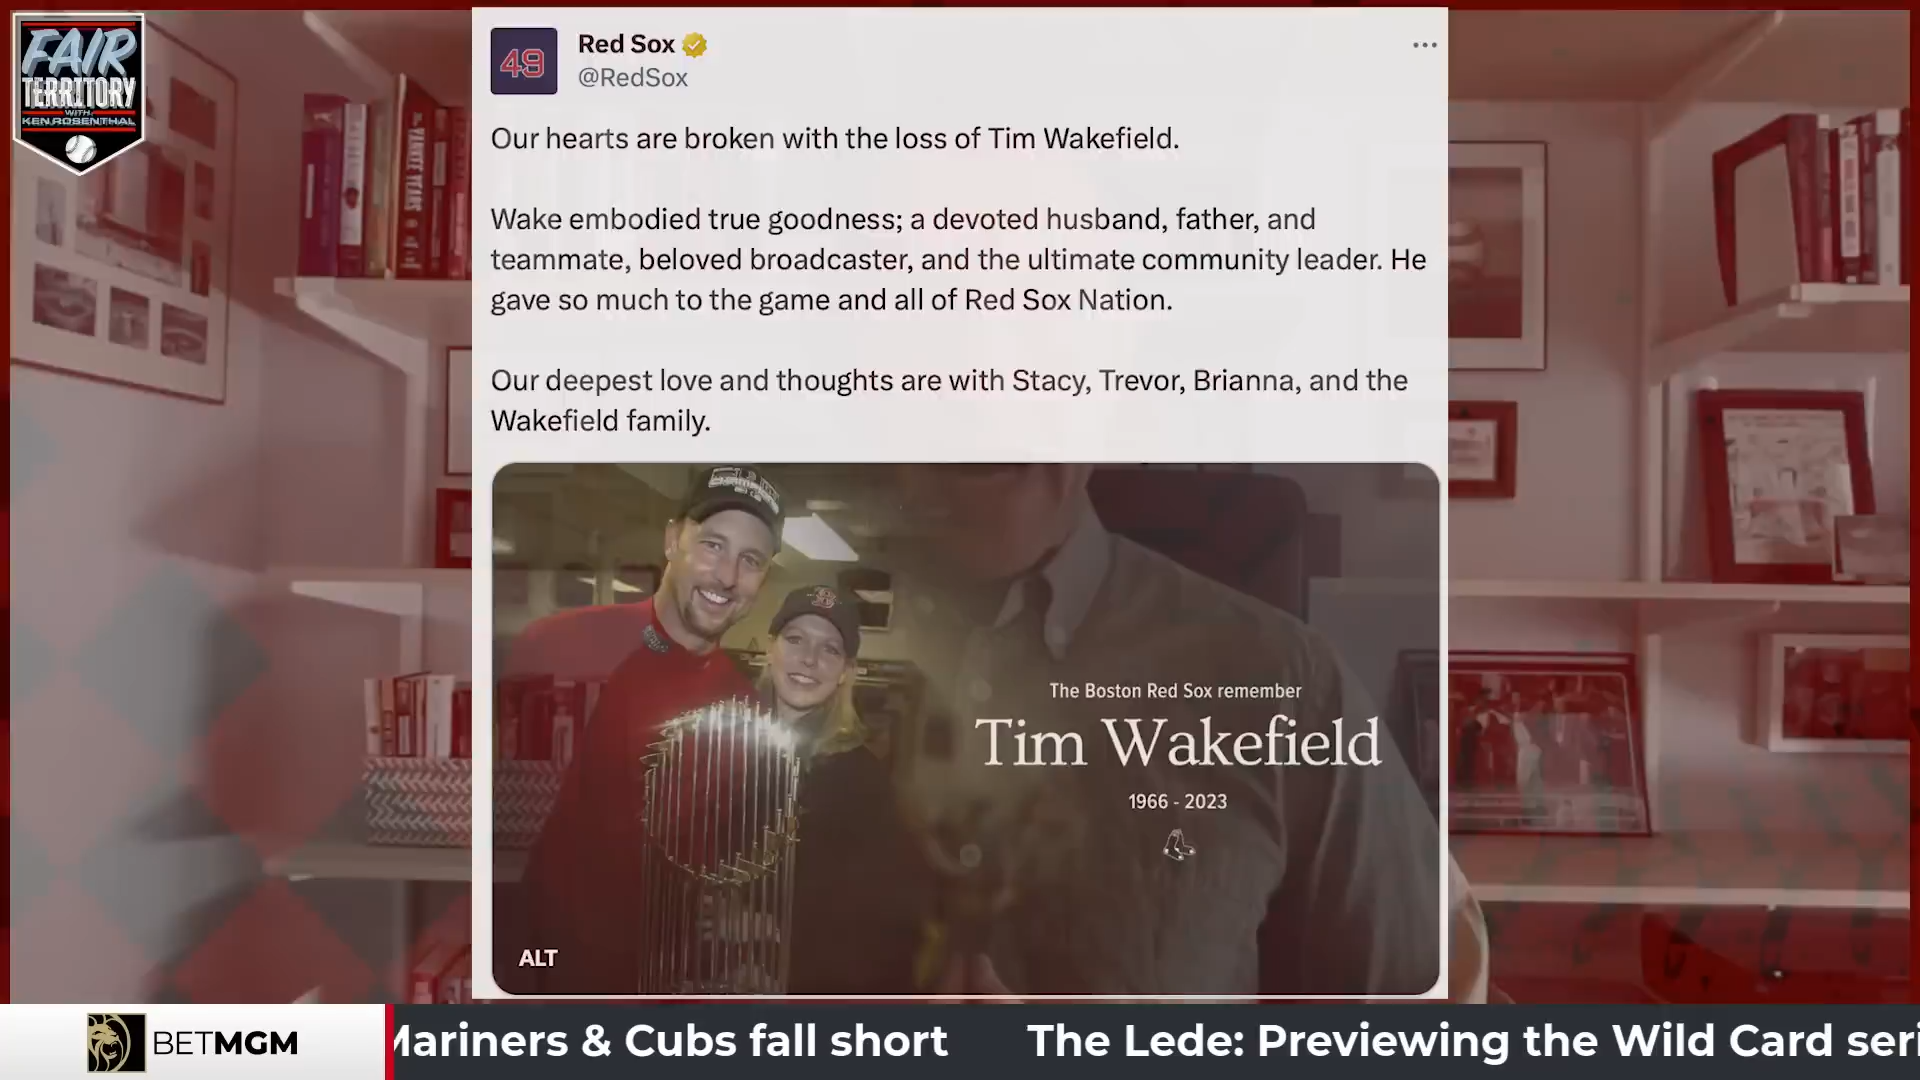 FAIR
TERRITORY
WITH
KEN ROSENTHAL
49
Red Sox
@RedSox
Our hearts are broken with the loss of Tim Wakefield.
Wake embodied true goodness; a devoted husband, father, and
teammate, beloved broadcaster, and the ultimate community leader. He
gave so much to the game and all of Red Sox Nation.
Our deepest love and thoughts are with Stacy, Trevor, Brianna, and the
Wakefield family.
The Boston Red Sox remember
Tim Wakefield
1966 - 2023
ALT
THE YANKEE YEARS
BETMGM
Mariners & Cubs fall short
The Lede: Previewing the Wild Card seri